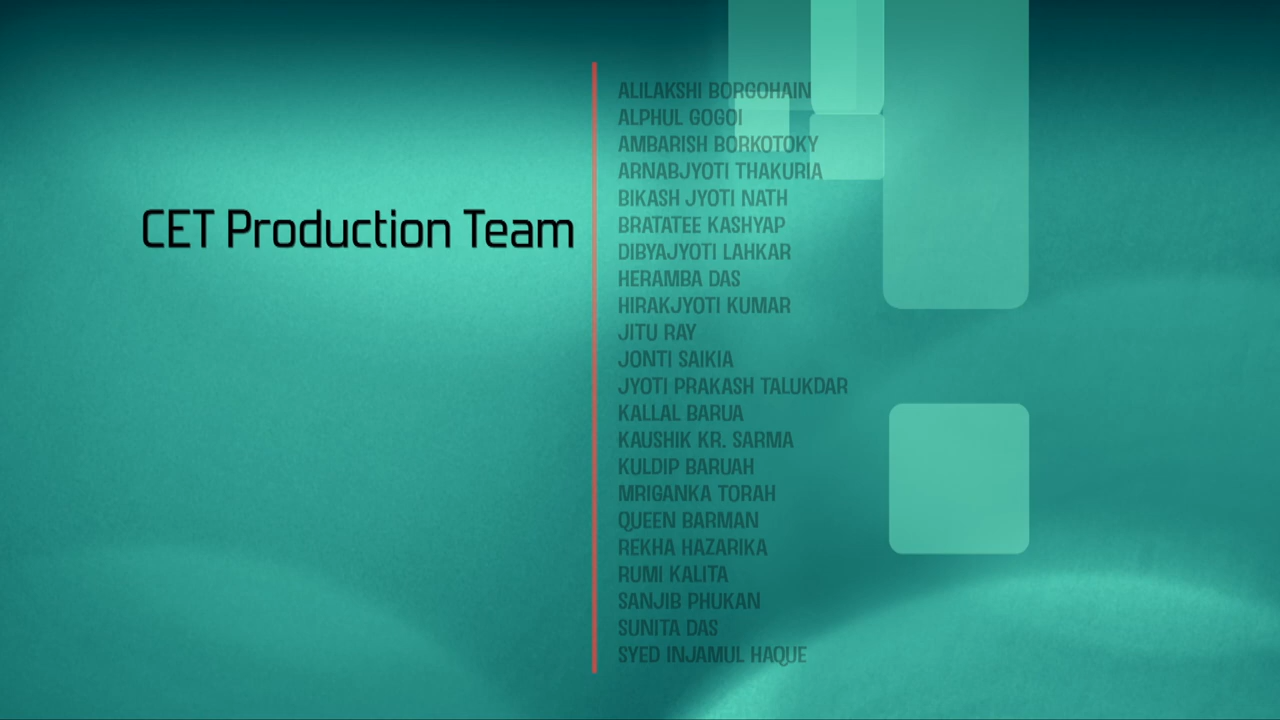 CET Production Team
ALILAKSHI BORGOHAIN
ALPHUL GOGOI
AMBARISH BORKOTOKY
ARNABJYOTI THAKURIA
BIKASH JYOTI NATH
BRATATEE KASHYAP
DIBYAJYOTI LAHKAR
HERAMBA DAS
HIRAKJYOTI KUMAR
JITU RAY
JONTI SAIKIA
JYOTI PRAKASH TALUKDAR
KALLAL BARUA
KAUSHIK KR. SARMA
KULDIP BARUAH
MRIGANKA TORAH
QUEEN BARMAN
REKHA HAZARIKA
RUMI KALITA
SANJIB PHUKAN
SUNITA DAS
SYED INJAMUL HAQUE